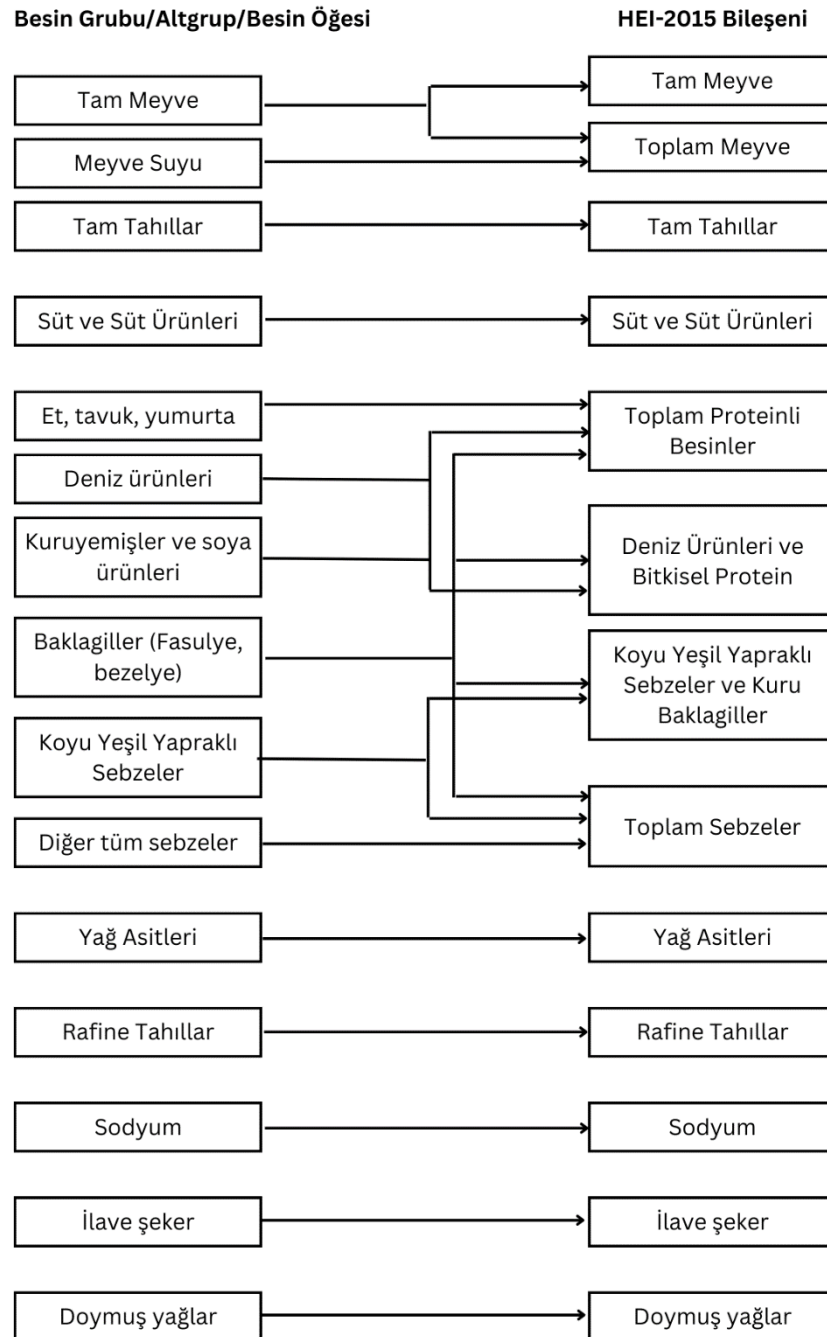 Besin Grubu/Altgrup/Besin Öğesi
HEI-2015 Bileşeni
Tam Meyve
Tam Meyve
Meyve Suyu
Toplam Meyve
Tam Tahıllar
Tam Tahıllar
Süt ve Süt Ürünleri
Süt ve Süt Ürünleri
Et, tavuk, yumurta
Toplam Proteinli
Besinler
Deniz ürünleri
Kuruyemişler ve soya
ürünleri
Deniz Ürünleri ve
Bitkisel Protein
Baklagiller (Fasulye,
bezelye)
Koyu Yeşil Yapraklı
Sebzeler ve Kuru
Baklagiller
Koyu Yeşil Yapraklı
Sebzeler
Diğer tüm sebzeler
Toplam Sebzeler
Yağ Asitleri
Yağ Asitleri
Rafine Tahıllar
Rafine Tahıllar
Sodyum
Sodyum
İlave şeker
İlave şeker
Doymuş yağlar
Doymuş yağlar